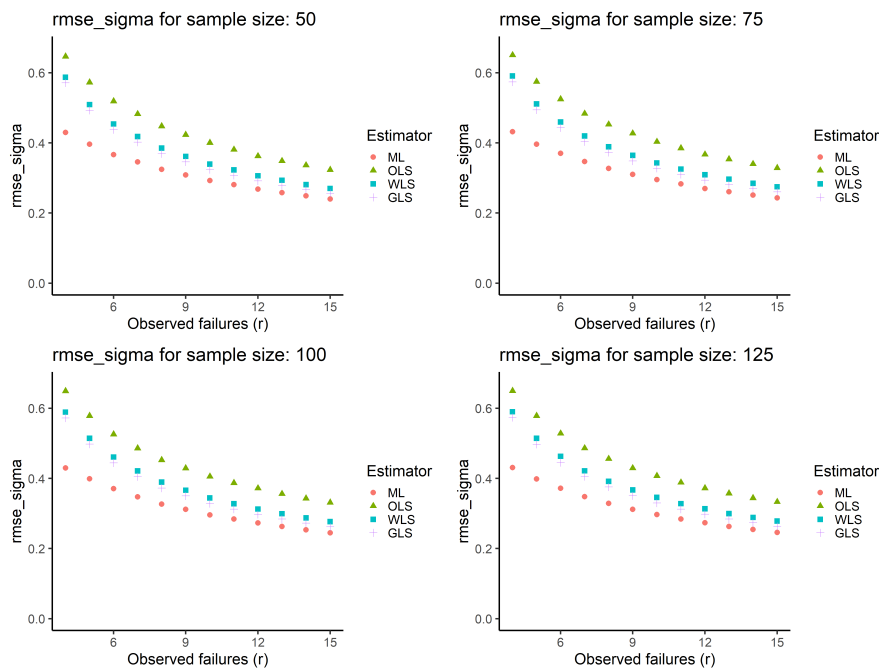 rmse_sigma for sample size: 50
rmse_sigma
0.6
0.4
0.2
0.0
6 9 12 15
Observed failures (r)
Estimator
ML
OLS
WLS
GLS
rmse_sigma for sample size: 75
rmse_sigma
0.6
0.4
0.2
0.0
6 9 12 15
Observed failures (r)
Estimator
ML
OLS
WLS
GLS
rmse_sigma for sample size: 100
rmse_sigma
0.6
0.4
0.2
0.0
6 9 12 15
Observed failures (r)
Estimator
ML
OLS
WLS
GLS
rmse_sigma for sample size: 125
rmse_sigma
0.6
0.4
0.2
0.0
6 9 12 15
Observed failures (r)
Estimator
ML
OLS
WLS
GLS